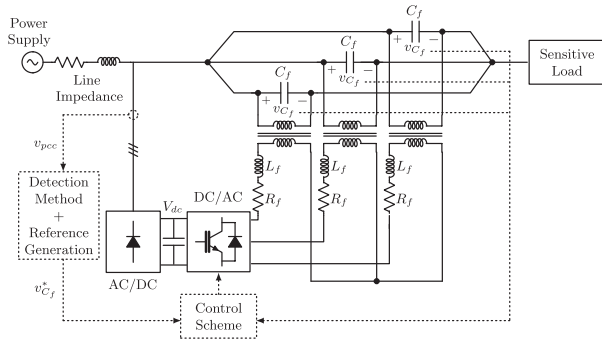 Power
Supply
Line
Impedance
C_f
+ v_{C_f} −
C_f
+ v_{C_f} −
C_f
+ v_{C_f} −
Sensitive
Load
v_{pcc}
L_f
L_f
L_f
R_f
R_f
R_f
Detection
Method
+
Reference
Generation
V_{dc}
DC/AC
AC/DC
v^*_{C_f}
Control
Scheme